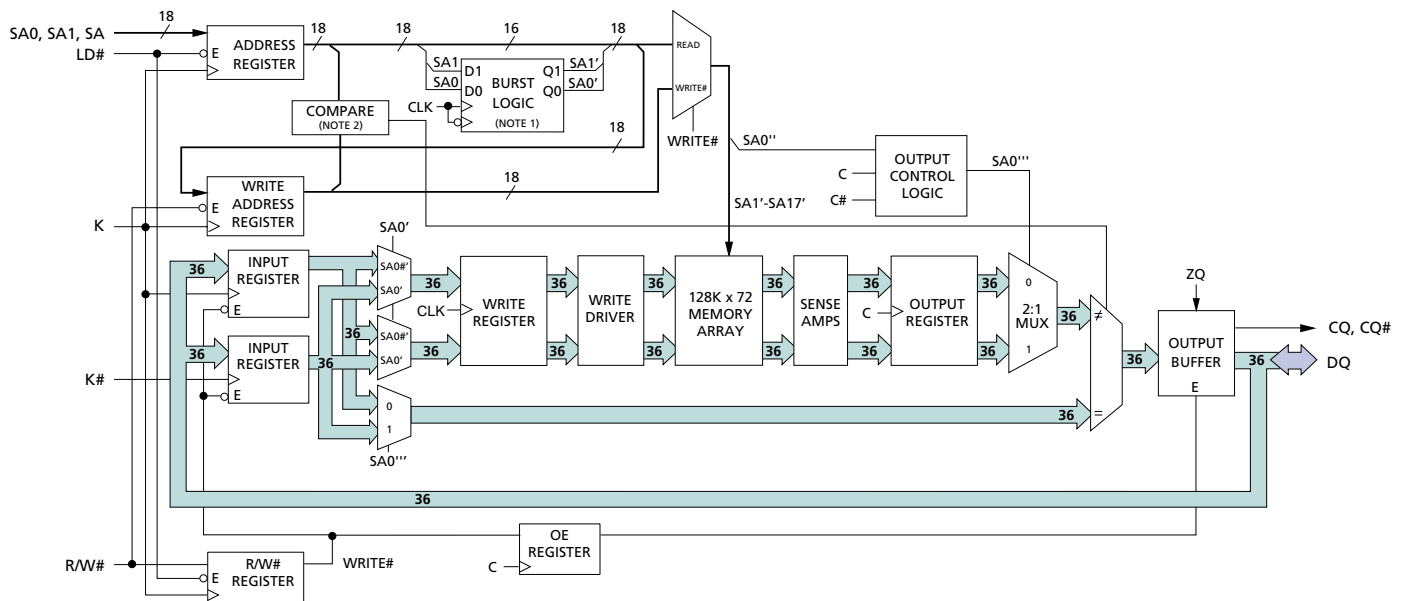 SA0, SA1, SA
18
LD#
E
ADDRESS
REGISTER
18
18
16
18
SA1
SA0
D1
D0
BURST
LOGIC
(NOTE 1)
Q1
Q0
SA1'
SA0'
CLK
READ
WRITE#
WRITE#
COMPARE
(NOTE 2)
18
18
E
WRITE
ADDRESS
REGISTER
K
SA0''
C
C#
OUTPUT
CONTROL
LOGIC
SA0'''
SA1'-SA17'
36
INPUT
REGISTER
E
36
INPUT
REGISTER
E
K#
36
36
SA0'
SA0#'
SA0'
SA0#'
SA0'
0
1
SA0'''
36
36
CLK
WRITE
REGISTER
36
36
WRITE
DRIVER
36
36
128K x 72
MEMORY
ARRAY
36
36
SENSE
AMPS
36
36
C
OUTPUT
REGISTER
36
36
0
2:1
MUX
1
36
≠
=
36
36
ZQ
OUTPUT
BUFFER
E
CQ, CQ#
36
DQ
36
R/W#
E
R/W#
REGISTER
WRITE#
C
OE
REGISTER